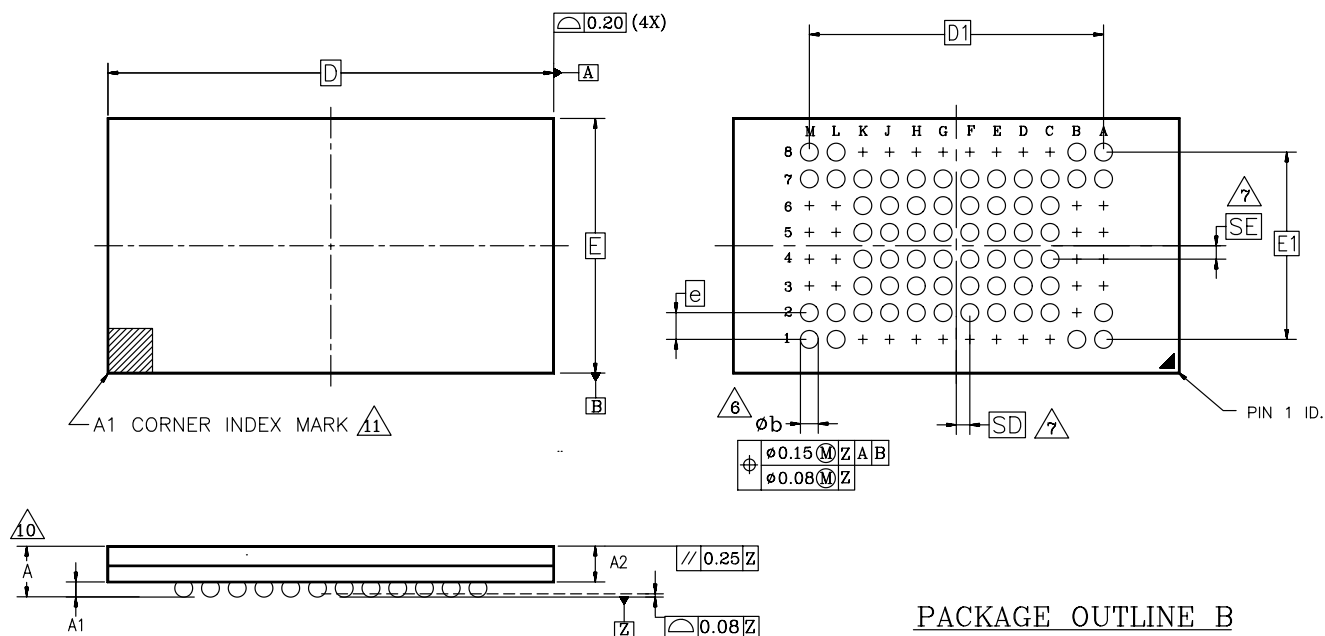 0.20 (4X)
D
A
E
B
A1 CORNER INDEX MARK 11
D1
M L K J H G F E D C B A
8
7
6
5
4
3
2
1
e
7
SE
E1
6
øb
ø0.15 Ⓜ Z A B
ø0.08 Ⓜ Z
SD 7
PIN 1 ID.
10
A
A1
A2
// 0.25 Z
Z
0.08 Z
PACKAGE OUTLINE B